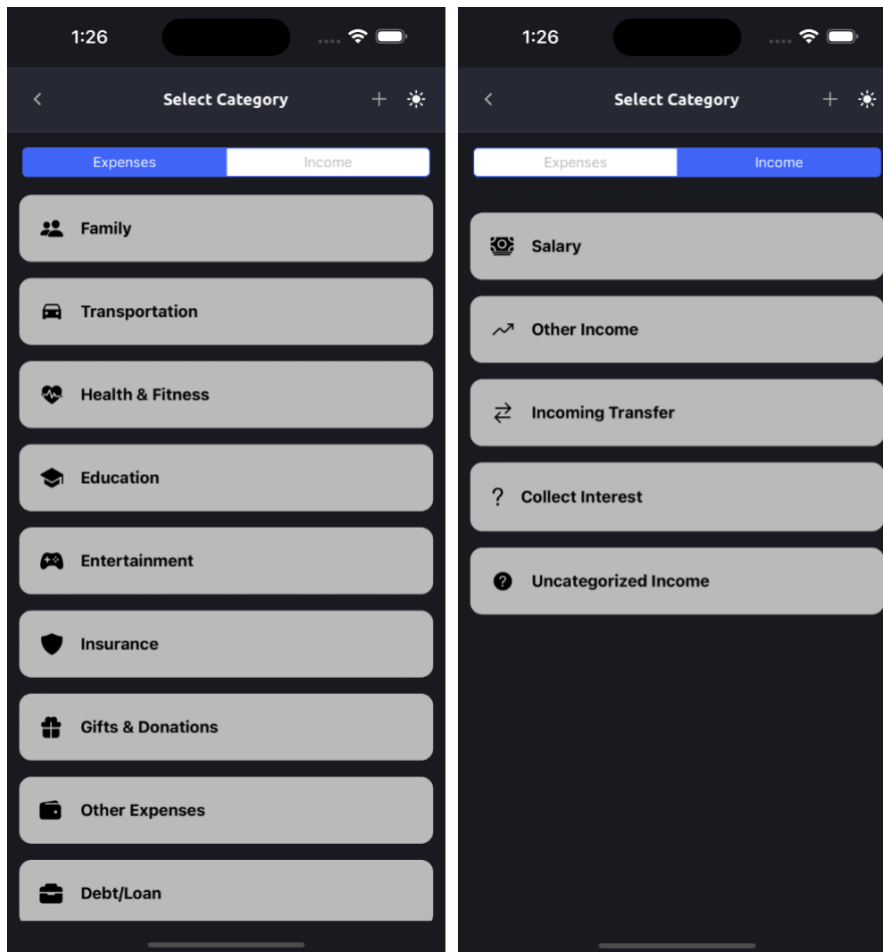 1:26
Select Category
Expenses Income
Family
Transportation
Health & Fitness
Education
Entertainment
Insurance
Gifts & Donations
Other Expenses
Debt/Loan
1:26
Select Category
Expenses Income
Salary
Other Income
Incoming Transfer
? Collect Interest
? Uncategorized Income